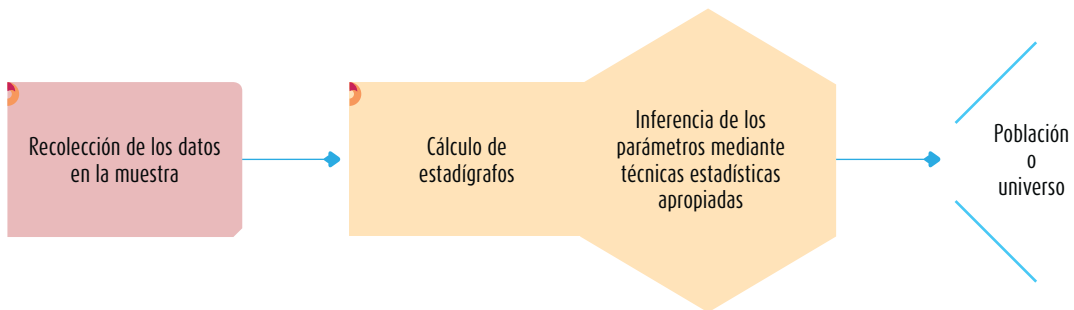 Recolección de los datos
en la muestra
Cálculo de
estadígrafos
Inferencia de los
parámetros mediante
técnicas estadísticas
apropiadas
Población
o
universo